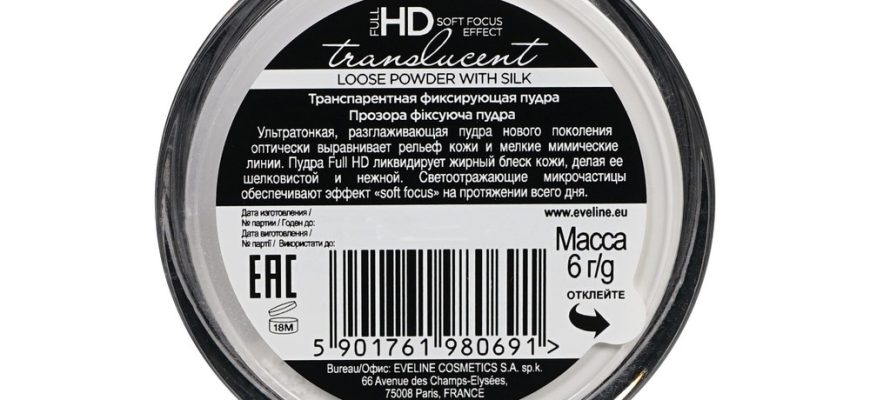 FULL HD SOFT FOCUS
EFFECT
translucent
LOOSE POWDER WITH SILK
Транспарентная фиксирующая пудра
Прозора фіксуюча пудра
Ультратонкая, разглаживающая пудра нового поколения
оптически выравнивает рельеф кожи и мелкие мимические
линии. Пудра Full HD ликвидирует жирный блеск кожи, делая ее
шелковистой и нежной. Светоотражающие микрочастицы
обеспечивают эффект «soft focus» на протяжении всего дня.
Дата изготовления /
№ партии / Годен до:
Дата виготовлення /
№ партії / Використати до:
www.eveline.eu
Масса
6 г/g
ОТКЛЕЙТЕ
EAC
18M
5 901761 980691 >
Bureau/Офис: EVELINE COSMETICS S.A. sp.k.
66 Avenue des Champs-Elysées,
75008 Paris, FRANCE